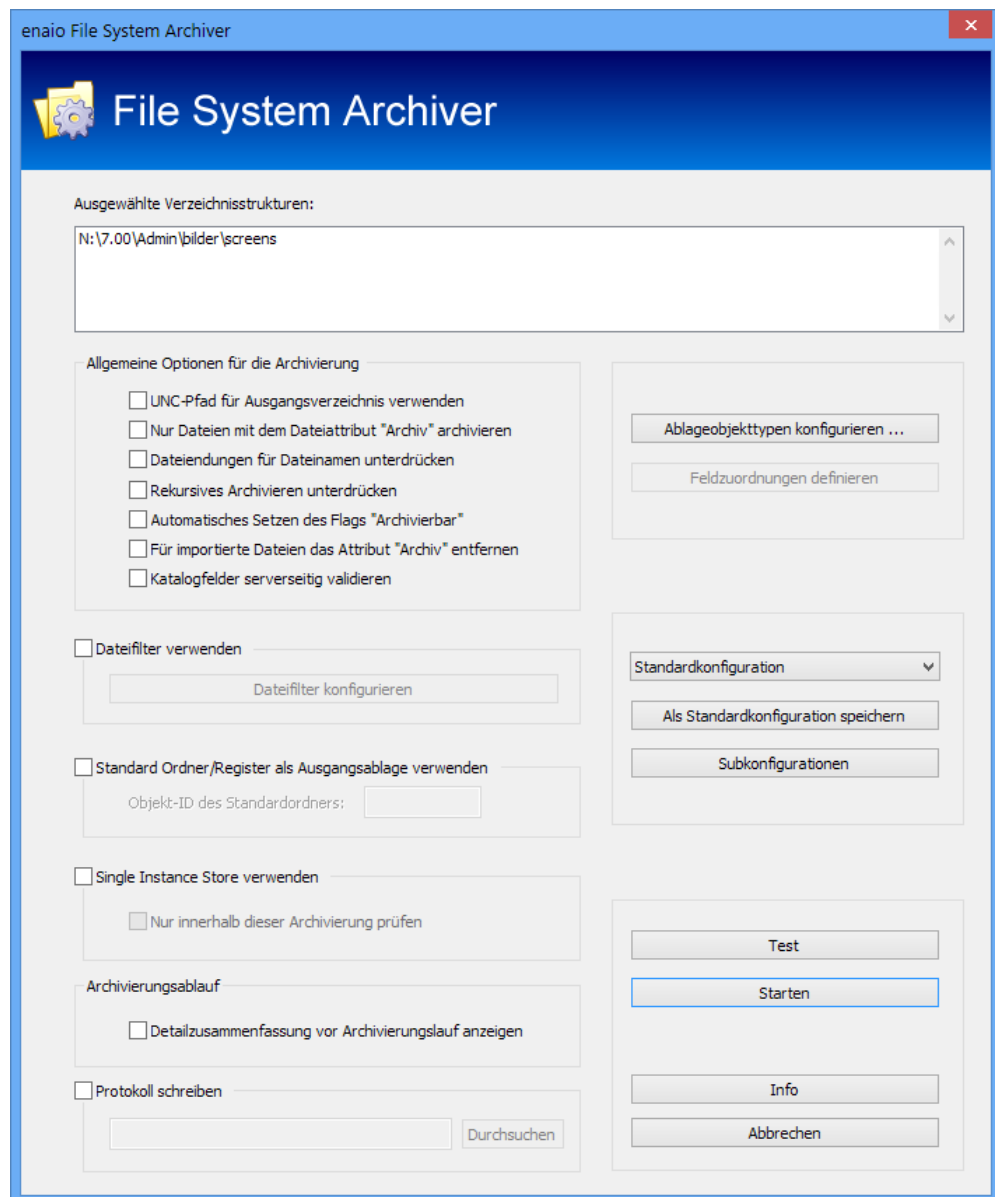 enaio File System Archiver
File System Archiver
Ausgewählte Verzeichnisstrukturen:
N:\7.00\Admin\bilder\screens
Allgemeine Optionen für die Archivierung
UNC-Pfad für Ausgangsverzeichnis verwenden
Nur Dateien mit dem Dateiattribut "Archiv" archivieren
Dateiendungen für Dateinamen unterdrücken
Rekursives Archivieren unterdrücken
Automatisches Setzen des Flags "Archivierbar"
Für importierte Dateien das Attribut "Archiv" entfernen
Katalogfelder serverseitig validieren
Ablageobjekttypen konfigurieren ...
Feldzuordnungen definieren
Dateifilter verwenden
Dateifilter konfigurieren
Standardkonfiguration
Als Standardkonfiguration speichern
Subkonfigurationen
Standard Ordner/Register als Ausgangsablage verwenden
Objekt-ID des Standardordners:
Single Instance Store verwenden
Nur innerhalb dieser Archivierung prüfen
Archivierungsablauf
Detailzusammenfassung vor Archivierungslauf anzeigen
Protokoll schreiben
Durchsuchen
Test
Starten
Info
Abbrechen